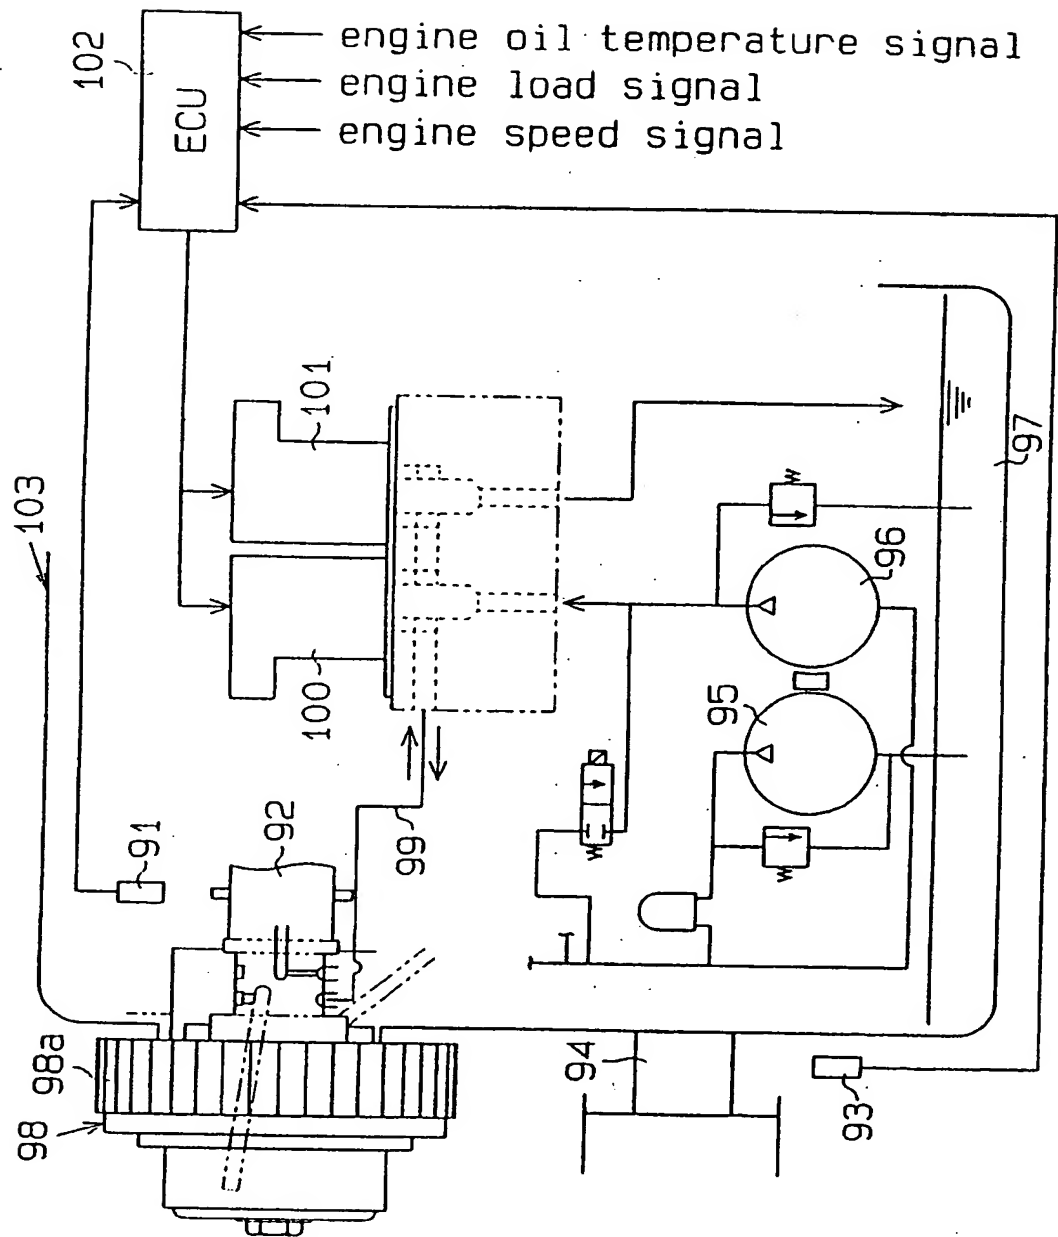 engine oil temperature signal
engine load signal
engine speed signal
102
ECU
103
101
100
91
92
99
98a
98
97
96
95
94
93